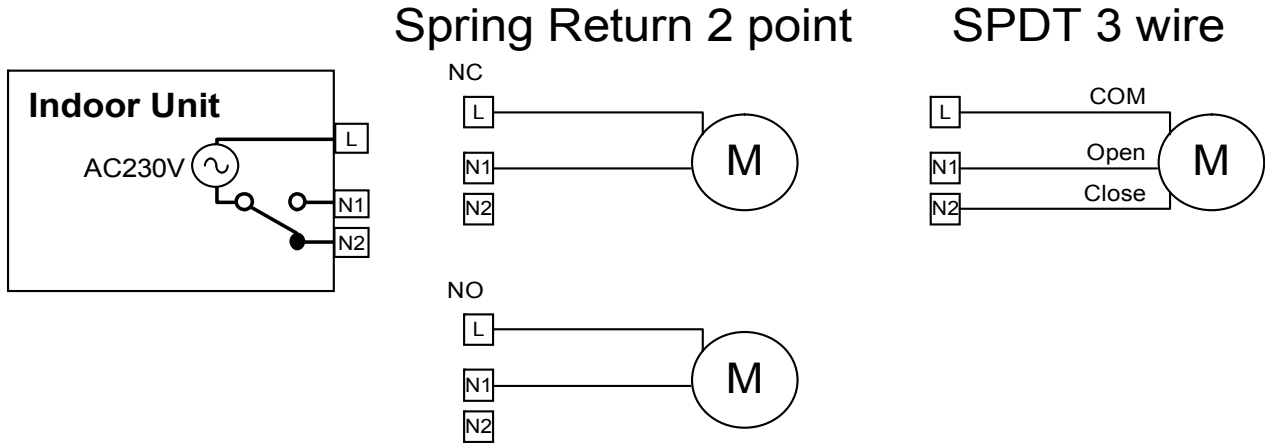 Spring Return 2 point
SPDT 3 wire
Indoor Unit
AC230V
L
N1
N2
NC
L
N1
N2
M
NO
L
N1
N2
M
L
COM
N1
Open
N2
Close
M